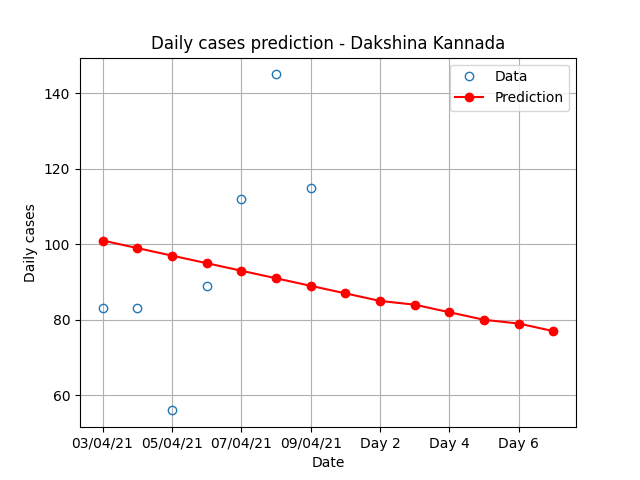 Daily cases prediction - Dakshina Kannada
Data
Prediction
140
120
100
80
60
Daily cases
03/04/21 05/04/21 07/04/21 09/04/21 Day 2 Day 4 Day 6
Date